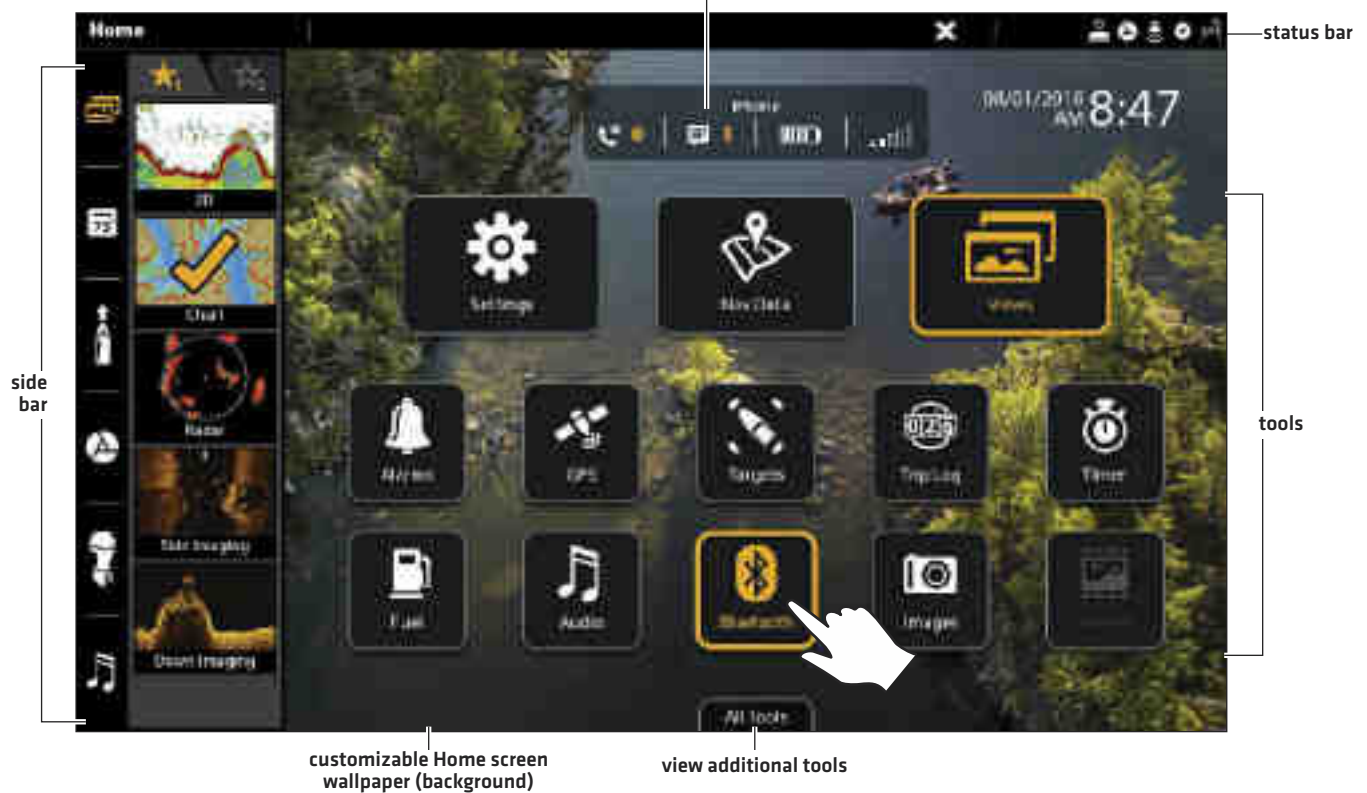 Home
status bar
iPhone
08/01/2016
AM 8:47
2D
Settings
Nav Data
Views
Chart
side
bar
Radar
Alarms
GPS
Targets
Trip Log
Timer
tools
Side Imaging
Fuel
Audio
Bluetooth
Images
Down Imaging
All Tools
customizable Home screen
wallpaper (background)
view additional tools